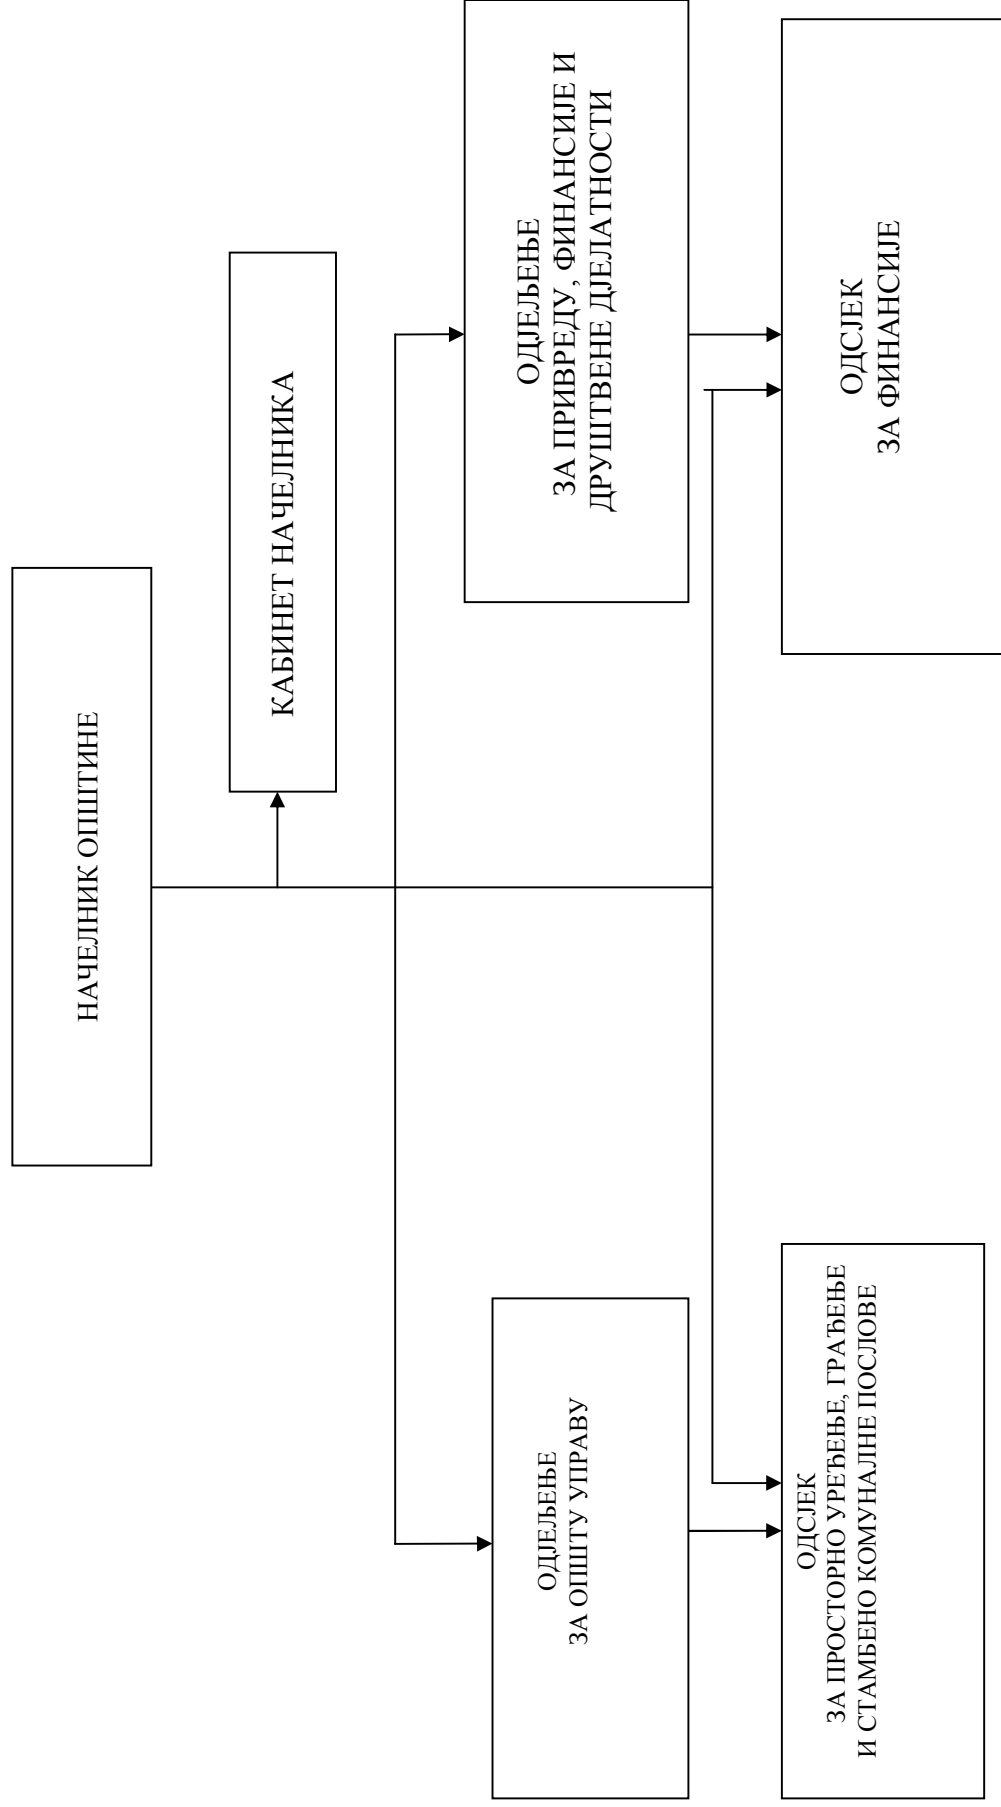 НАЧЕЛНИК ОПШТИНЕ
КАБИНЕТ НАЧЕЛНИКА
ОДЈЕЉЕЊЕ
ЗА ОПШТУ УПРАВУ
ОДЈЕЉЕЊЕ
ЗА ПРИВРЕДУ, ФИНАНСИЈЕ И
ДРУШТВЕНЕ ДЈЕЛАТНОСТИ
ОДСЈЕК
ЗА ПРОСТОРНО УРЕЂЕЊЕ, ГРАЂЕЊЕ
И СТАМБЕНО КОМУНАЛНЕ ПОСЛОВЕ
ОДСЈЕК
ЗА ФИНАНСИЈЕ